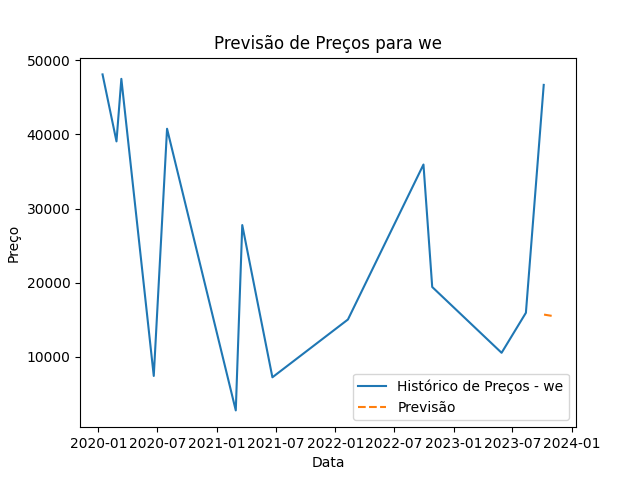 Previsão de Preços para we
50000
40000
30000
20000
10000
Preço
2020-01 2020-07 2021-01 2021-07 2022-01 2022-07 2023-01 2023-07 2024-01
Data
Histórico de Preços - we
Previsão